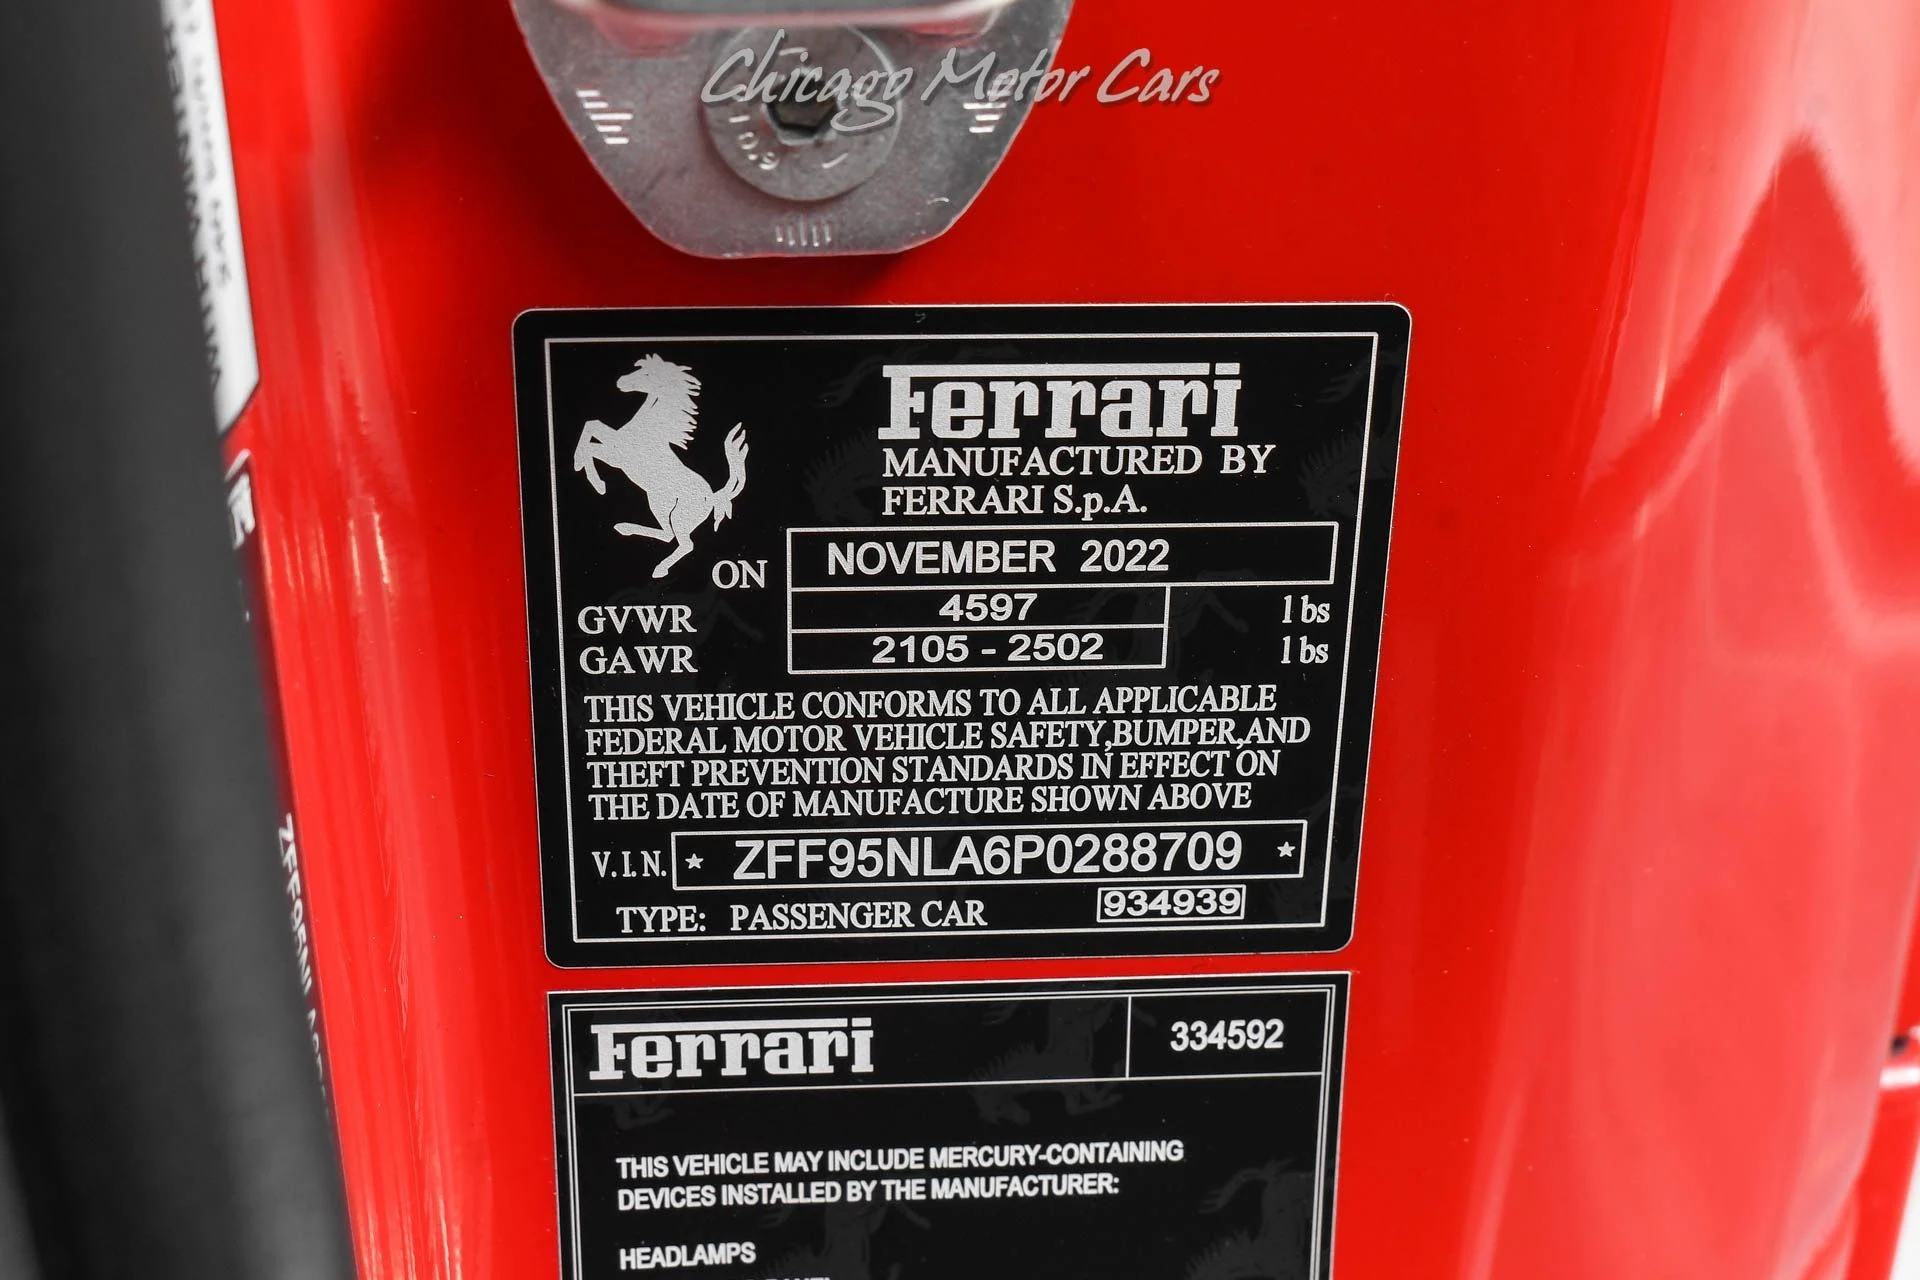 Chicago Motor Cars
10.9
Ferrari
MANUFACTURED BY
FERRARI S.p.A.
ON NOVEMBER 2022
GVWR 4597 lbs
GAWR 2105 - 2502 lbs
THIS VEHICLE CONFORMS TO ALL APPLICABLE
FEDERAL MOTOR VEHICLE SAFETY,BUMPER,AND
THEFT PREVENTION STANDARDS IN EFFECT ON
THE DATE OF MANUFACTURE SHOWN ABOVE
V.I.N. * ZFF95NLA6P0288709 *
TYPE: PASSENGER CAR 934939
Ferrari 334592
THIS VEHICLE MAY INCLUDE MERCURY-CONTAINING
DEVICES INSTALLED BY THE MANUFACTURER:
HEADLAMPS